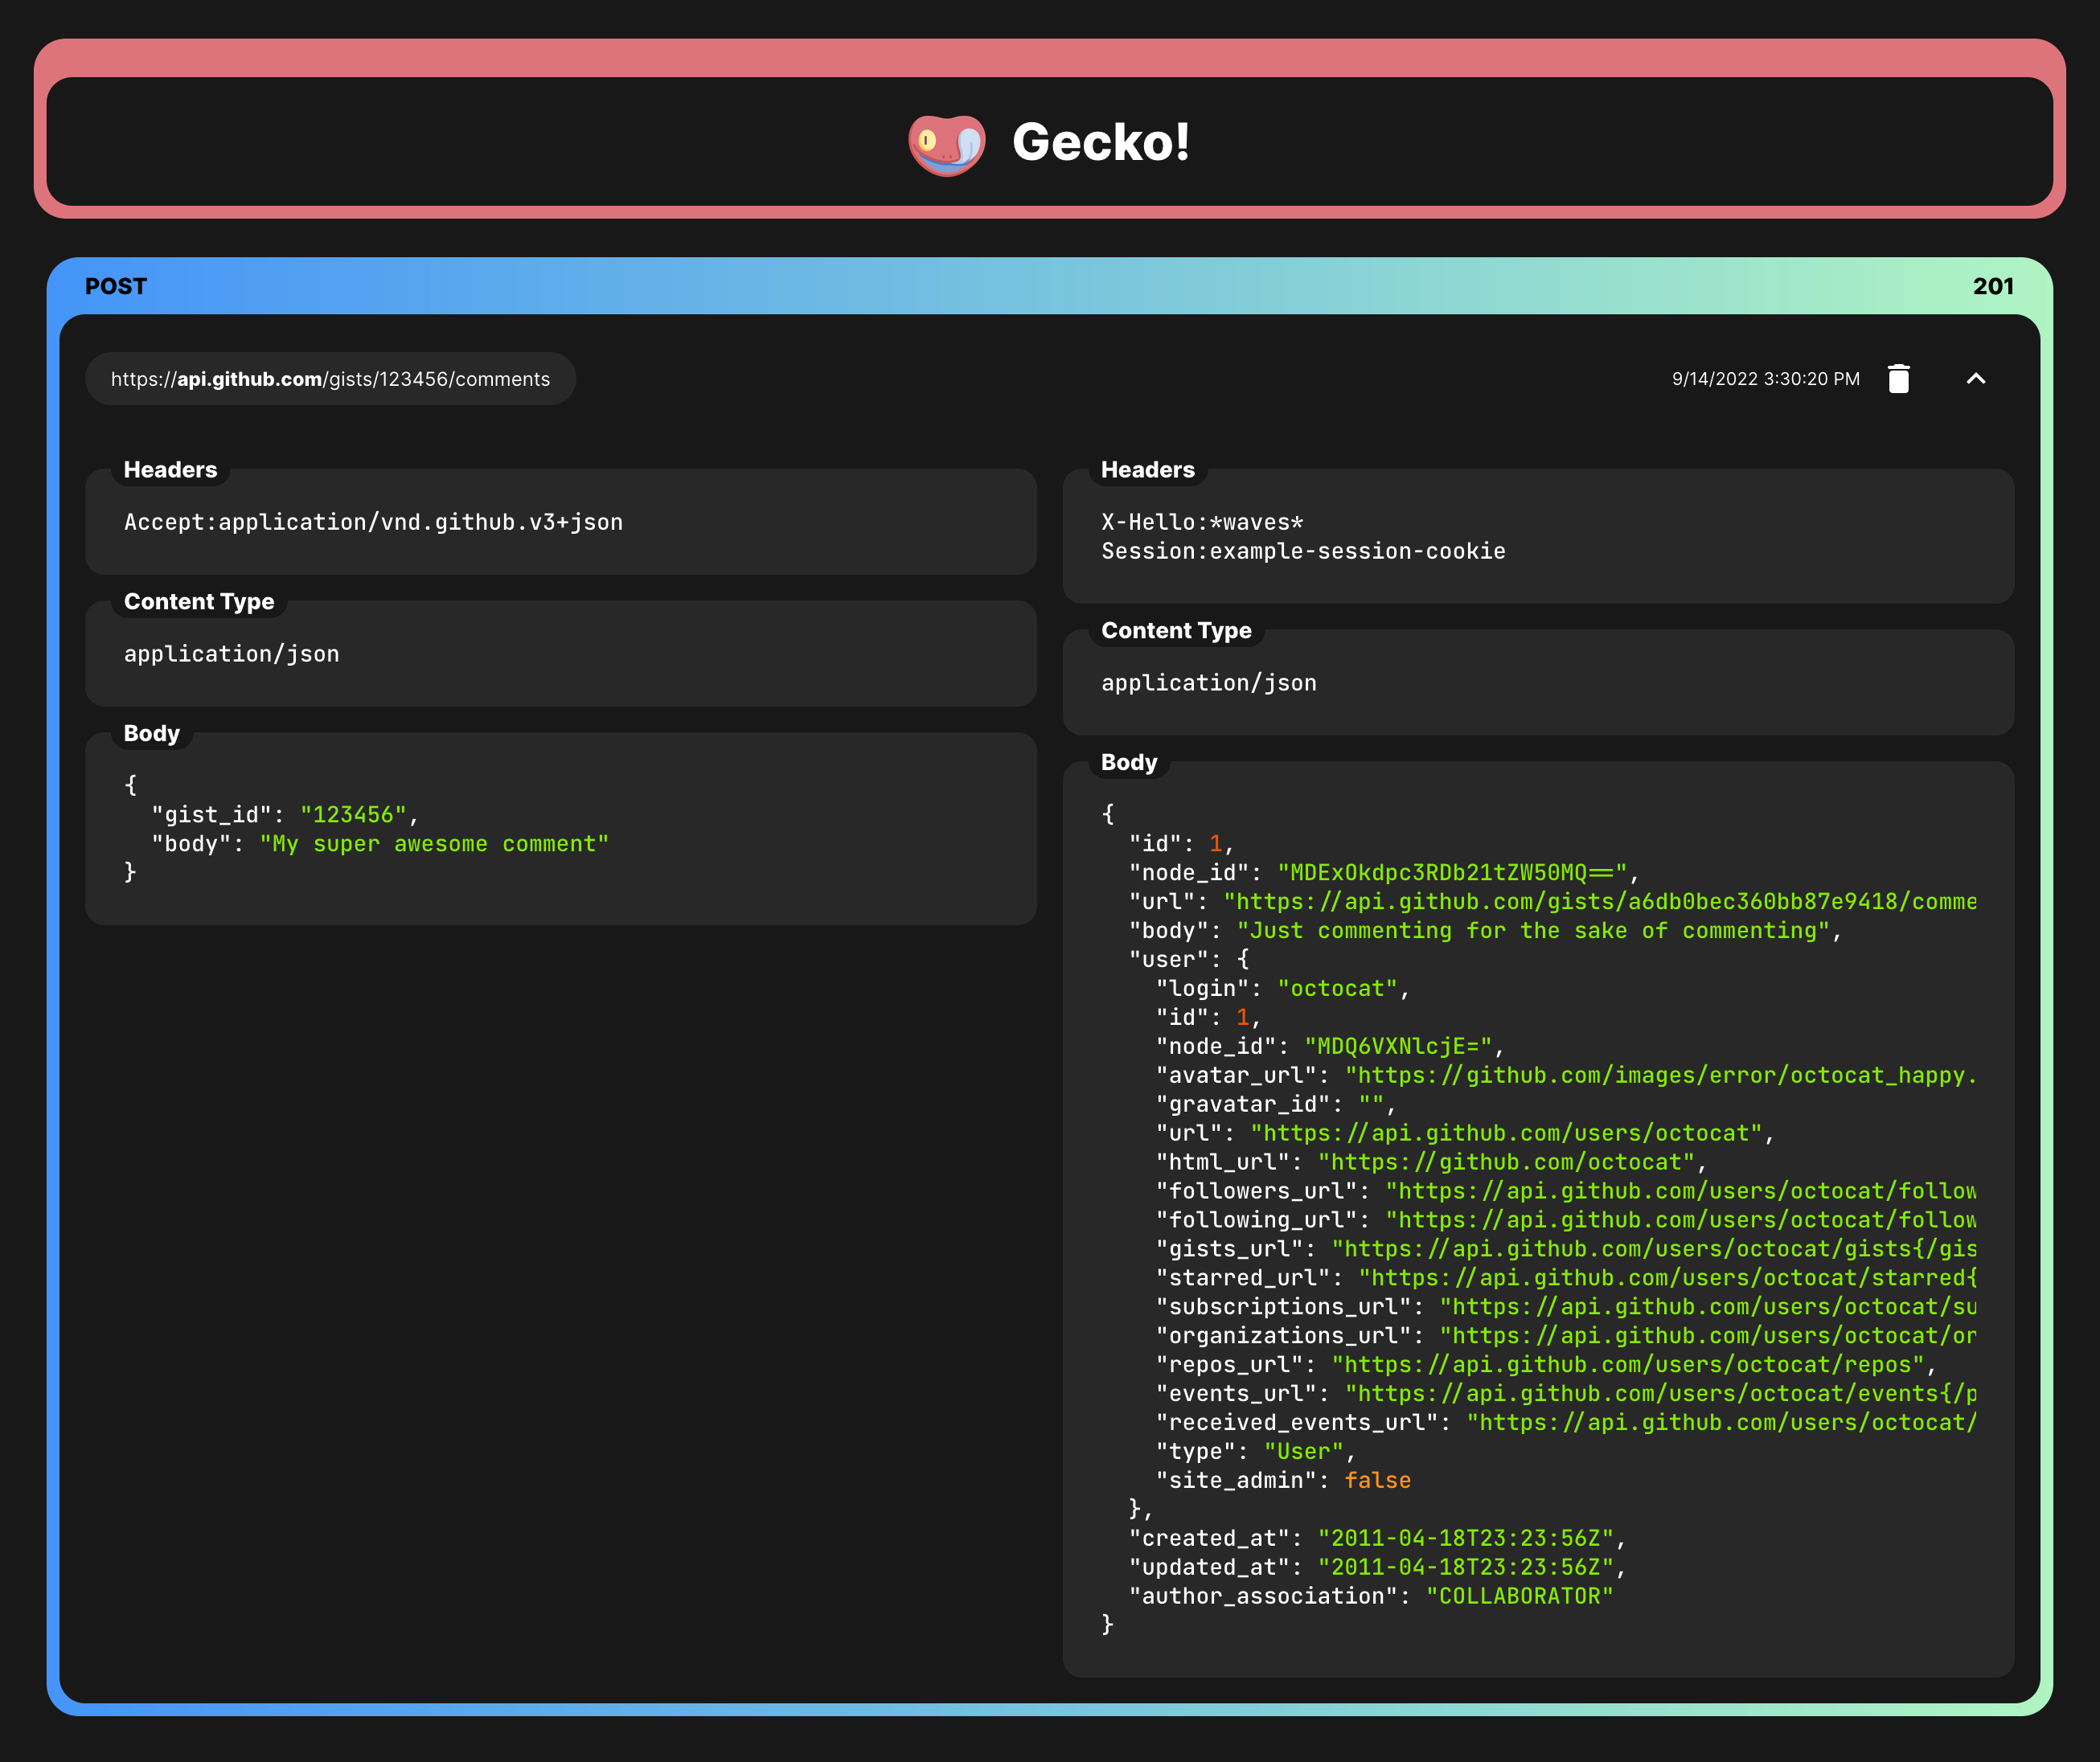 Gecko!
POST
201
https://api.github.com/gists/123456/comments
9/14/2022 3:30:20 PM
Headers
Accept:application/vnd.github.v3+json
Content Type
application/json
Body
{
  "gist_id": "123456",
  "body": "My super awesome comment"
}
Headers
X-Hello:*waves*
Session:example-session-cookie
Content Type
application/json
Body
{
  "id": 1,
  "node_id": "MDExOkdpc3RDb21tZW50MQ==",
  "url": "https://api.github.com/gists/a6db0bec360bb87e9418/comme
  "body": "Just commenting for the sake of commenting",
  "user": {
    "login": "octocat",
    "id": 1,
    "node_id": "MDQ6VXNlcjE=",
    "avatar_url": "https://github.com/images/error/octocat_happy.
    "gravatar_id": "",
    "url": "https://api.github.com/users/octocat",
    "html_url": "https://github.com/octocat",
    "followers_url": "https://api.github.com/users/octocat/follow
    "following_url": "https://api.github.com/users/octocat/follow
    "gists_url": "https://api.github.com/users/octocat/gists{/gis
    "starred_url": "https://api.github.com/users/octocat/starred{
    "subscriptions_url": "https://api.github.com/users/octocat/su
    "organizations_url": "https://api.github.com/users/octocat/or
    "repos_url": "https://api.github.com/users/octocat/repos",
    "events_url": "https://api.github.com/users/octocat/events{/p
    "received_events_url": "https://api.github.com/users/octocat/
    "type": "User",
    "site_admin": false
  },
  "created_at": "2011-04-18T23:23:56Z",
  "updated_at": "2011-04-18T23:23:56Z",
  "author_association": "COLLABORATOR"
}